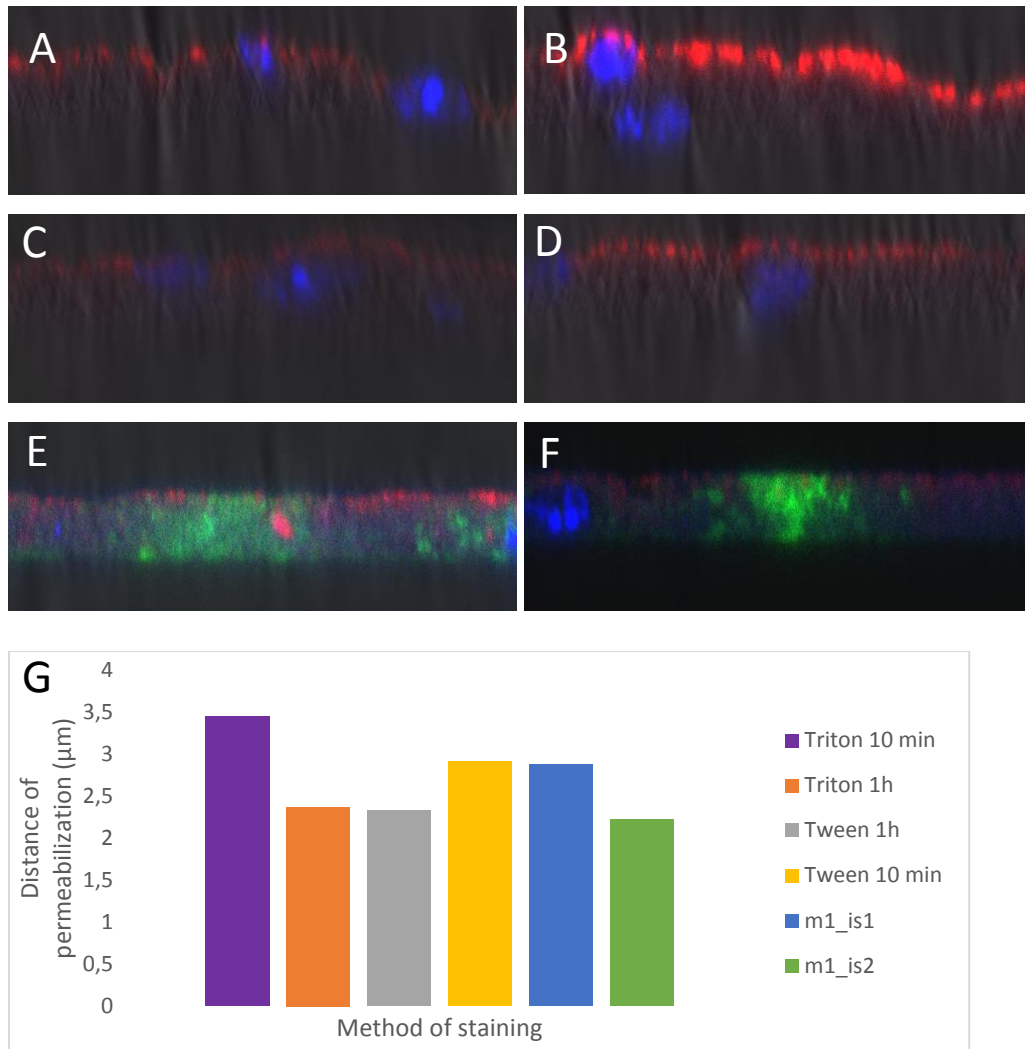 A
B
C
D
E
F
G
4
3,5
3
2,5
2
1,5
1
0,5
0
Distance of
permeabilization (µm)
Method of staining
Triton 10 min
Triton 1h
Tween 1h
Tween 10 min
m1_is1
m1_is2